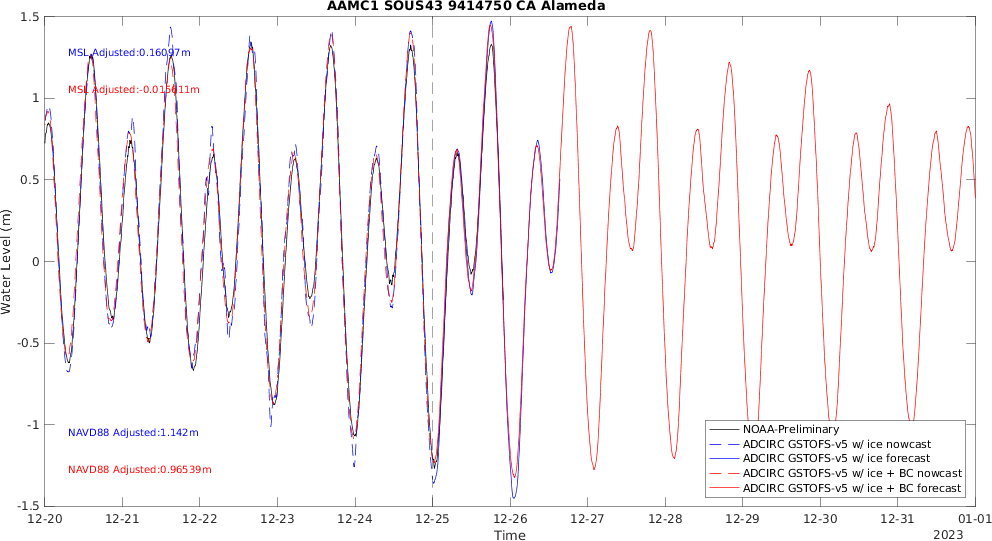 AAMC1 SOUS43 9414750 CA Alameda
1.5
1
0.5
0
-0.5
-1
-1.5
Water Level (m)
MSL Adjusted:0.16097m
MSL Adjusted:-0.015611m
NAVD88 Adjusted:1.142m
NAVD88 Adjusted:0.96539m
NOAA-Preliminary
ADCIRC GSTOFS-v5 w/ ice nowcast
ADCIRC GSTOFS-v5 w/ ice forecast
ADCIRC GSTOFS-v5 w/ ice + BC nowcast
ADCIRC GSTOFS-v5 w/ ice + BC forecast
12-20 12-21 12-22 12-23 12-24 12-25 12-26 12-27 12-28 12-29 12-30 12-31 01-01
Time
2023